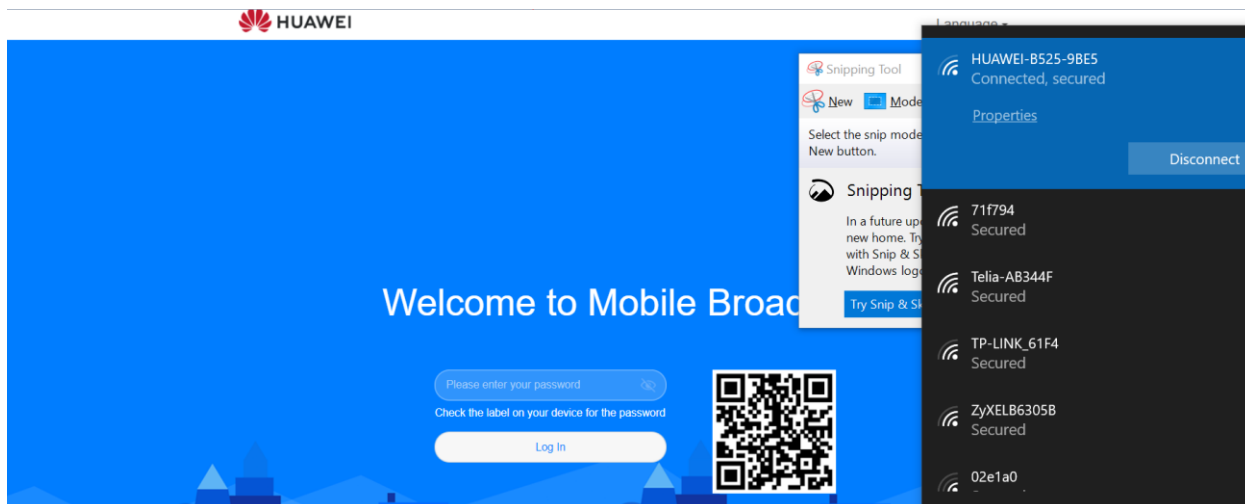 HUAWEI
Language
Welcome to Mobile Broad
Please enter your password
Check the label on your device for the password
Log In
Snipping Tool
New Mode
Select the snip mode
New button.
Snipping
In a future
new home. Try
with Snip &
Windows logo
Try Snip &
HUAWEI-B525-9BE5
Connected, secured
Properties
Disconnect
71f794
Secured
Telia-AB344F
Secured
TP-LINK_61F4
Secured
ZyXELB6305B
Secured
02e1a0